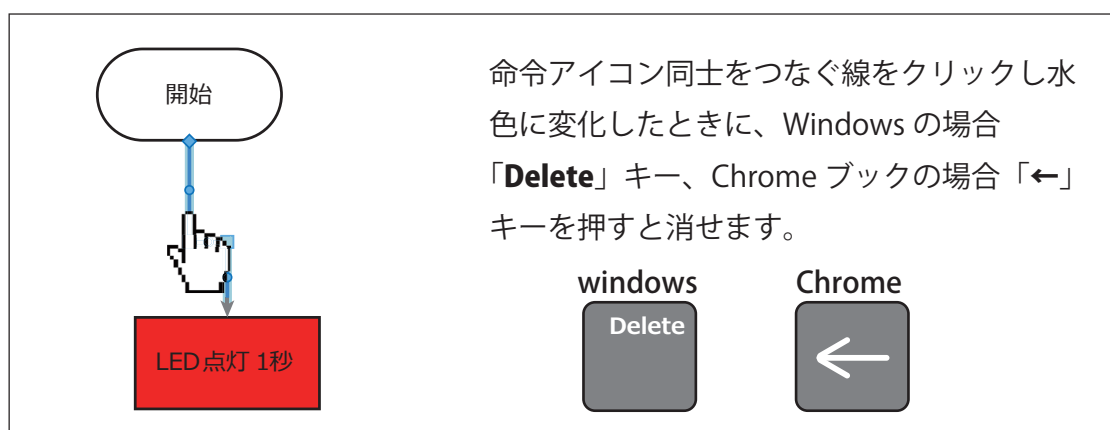 開始
LED点灯 1秒
命令アイコン同士をつなぐ線をクリックし水
色に変化したときに、Windows の場合
「Delete」キー、Chrome ブックの場合「←」
キーを押すと消せます。
windows
Chrome
Delete
←